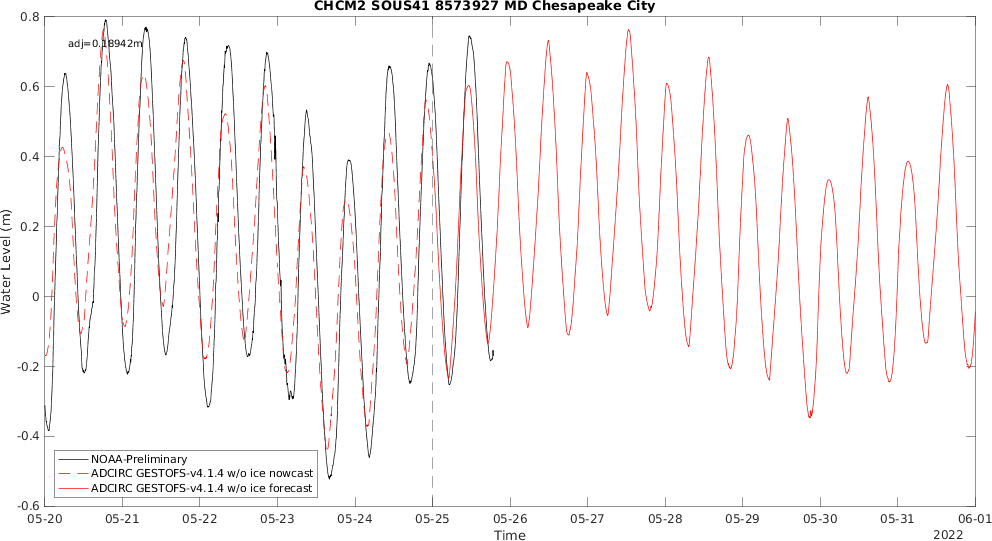 CHCM2 SOUS41 8573927 MD Chesapeake City
adj=0.18942m
Water Level (m)
0.8
0.6
0.4
0.2
0
-0.2
-0.4
-0.6
NOAA-Preliminary
ADCIRC GESTOFS-v4.1.4 w/o ice nowcast
ADCIRC GESTOFS-v4.1.4 w/o ice forecast
05-20 05-21 05-22 05-23 05-24 05-25 05-26 05-27 05-28 05-29 05-30 05-31 06-01
Time
2022